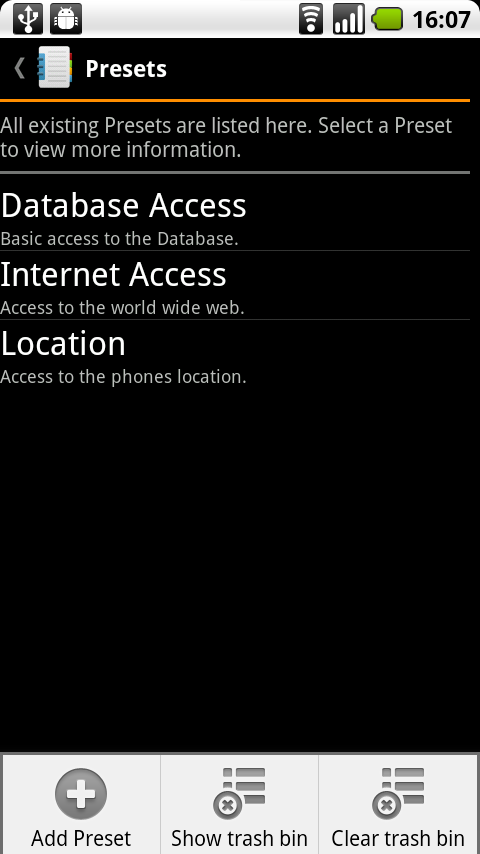 16:07
Presets
All existing Presets are listed here. Select a Preset
to view more information.
Database Access
Basic access to the Database.
Internet Access
Access to the world wide web.
Location
Access to the phones location.
Add Preset
Show trash bin
Clear trash bin